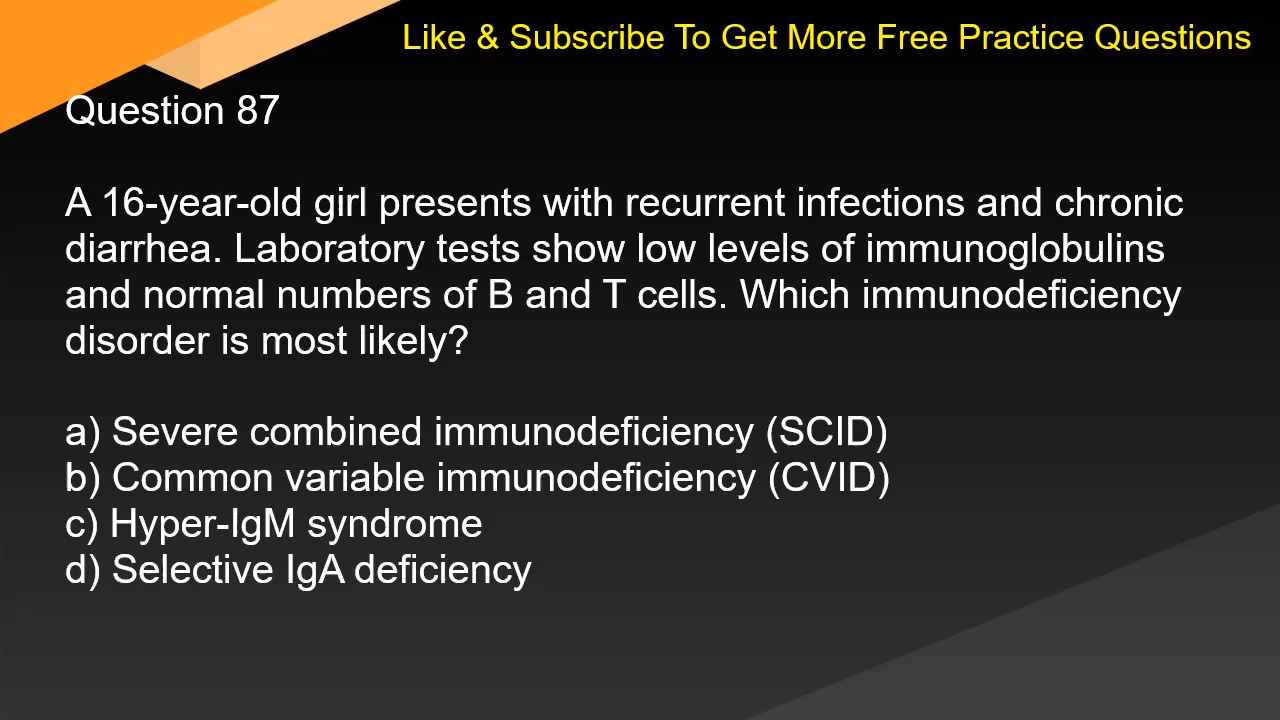 Like & Subscribe To Get More Free Practice Questions
Question 87
A 16-year-old girl presents with recurrent infections and chronic
diarrhea. Laboratory tests show low levels of immunoglobulins
and normal numbers of B and T cells. Which immunodeficiency
disorder is most likely?
a) Severe combined immunodeficiency (SCID)
b) Common variable immunodeficiency (CVID)
c) Hyper-IgM syndrome
d) Selective IgA deficiency